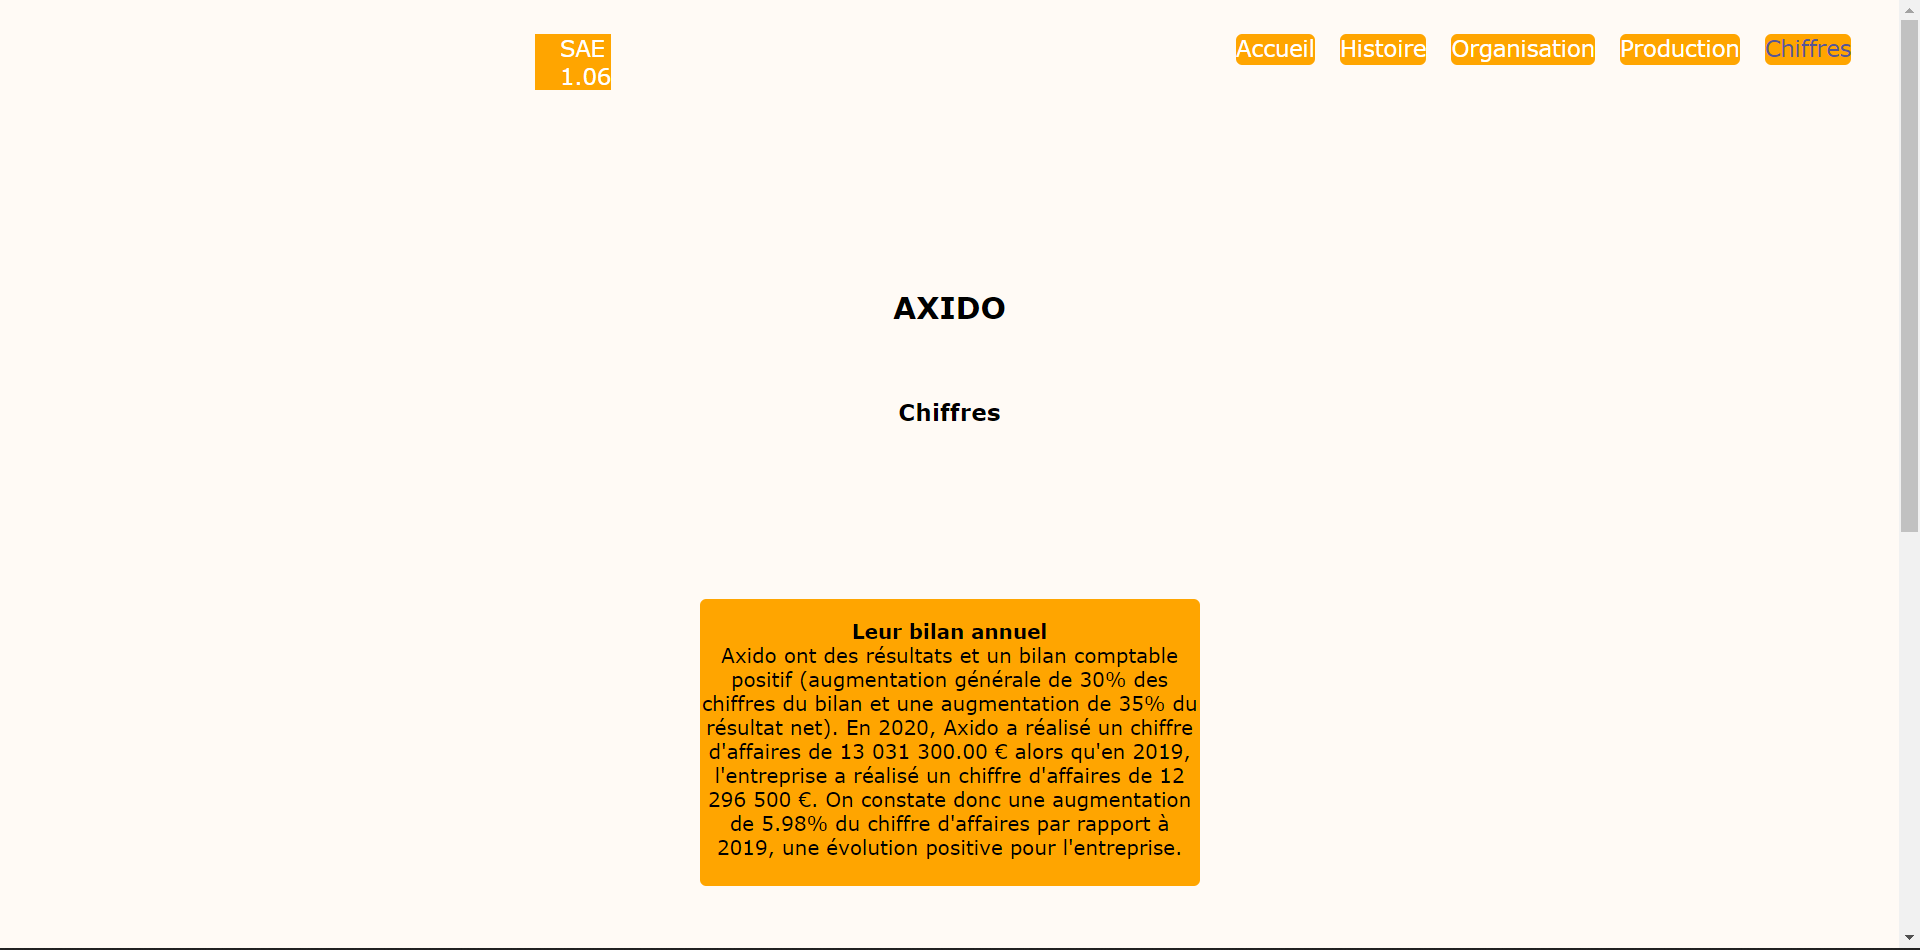 SAE
1.06
Accueil Histoire Organisation Production Chiffres
AXIDO
Chiffres
Leur bilan annuel
Axido ont des résultats et un bilan comptable
positif (augmentation générale de 30% des
chiffres du bilan et une augmentation de 35% du
résultat net). En 2020, Axido a réalisé un chiffre
d'affaires de 13 031 300.00 € alors qu'en 2019,
l'entreprise a réalisé un chiffre d'affaires de 12
296 500 €. On constate donc une augmentation
de 5.98% du chiffre d'affaires par rapport à
2019, une évolution positive pour l'entreprise.